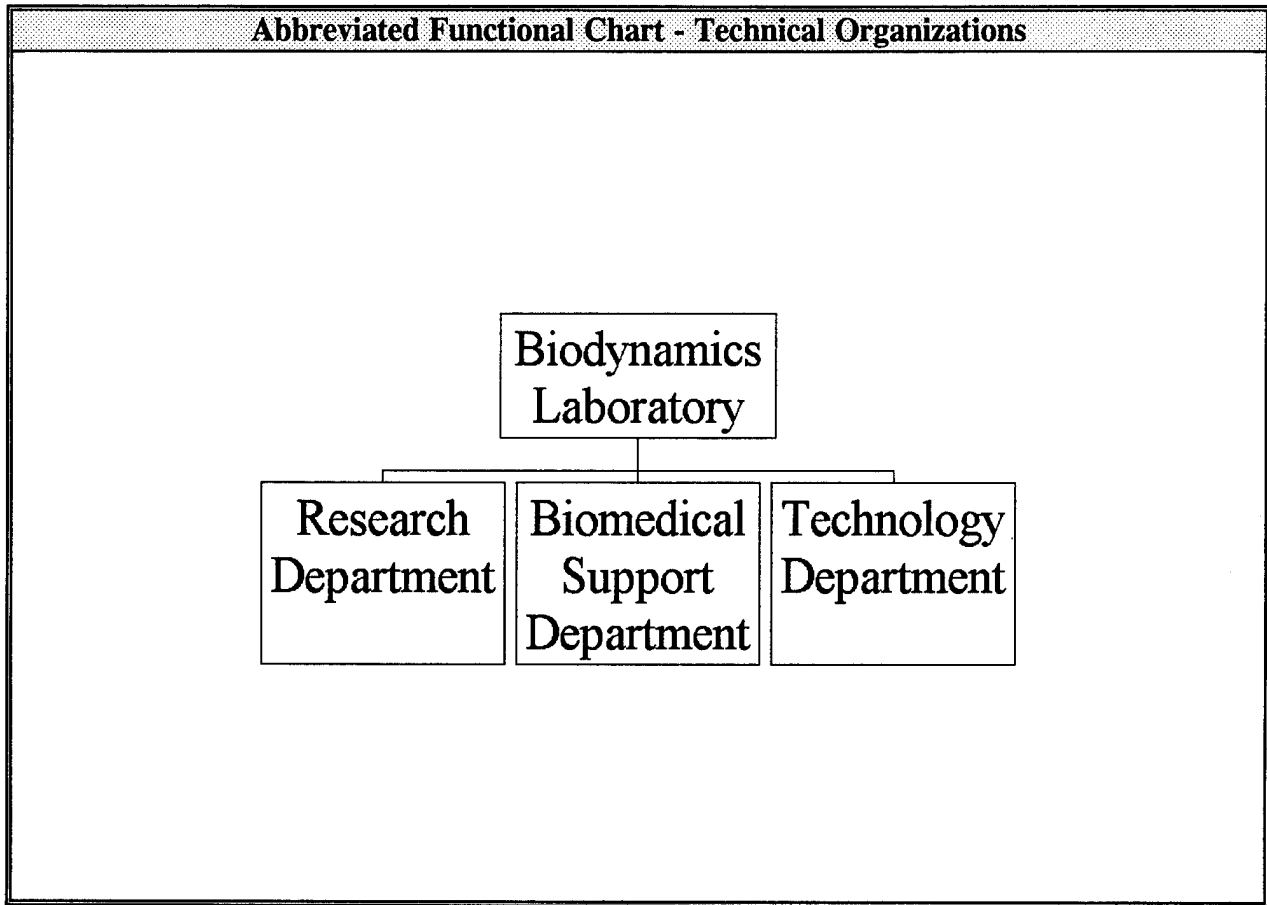 Abbreviated Functional Chart - Technical Organizations
Biodynamics
Laboratory
Research
Department
Biomedical
Support
Department
Technology
Department